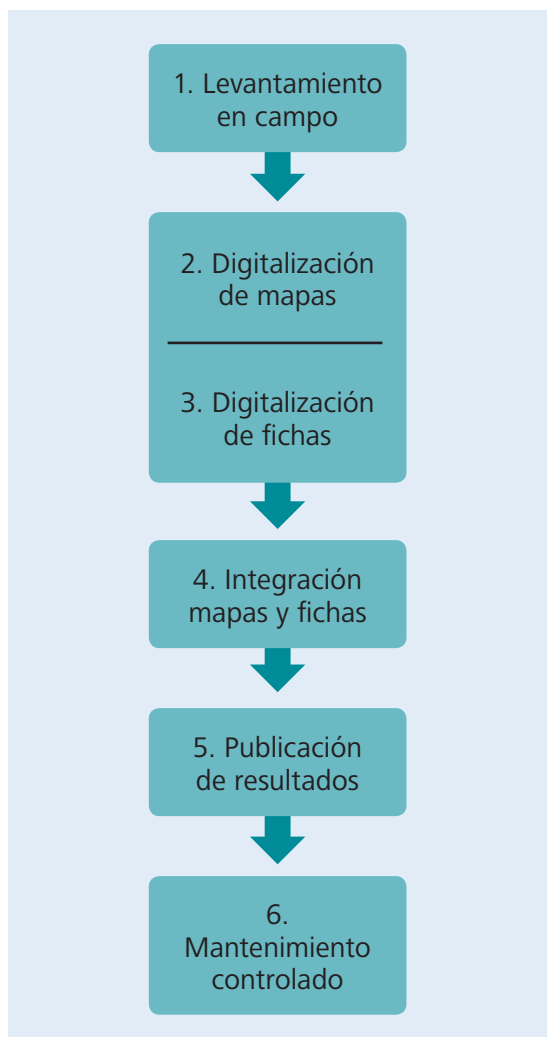 1. Levantamiento
en campo
2. Digitalización
de mapas
3. Digitalización
de fichas
4. Integración
mapas y fichas
5. Publicación
de resultados
6.
Mantenimiento
controlado